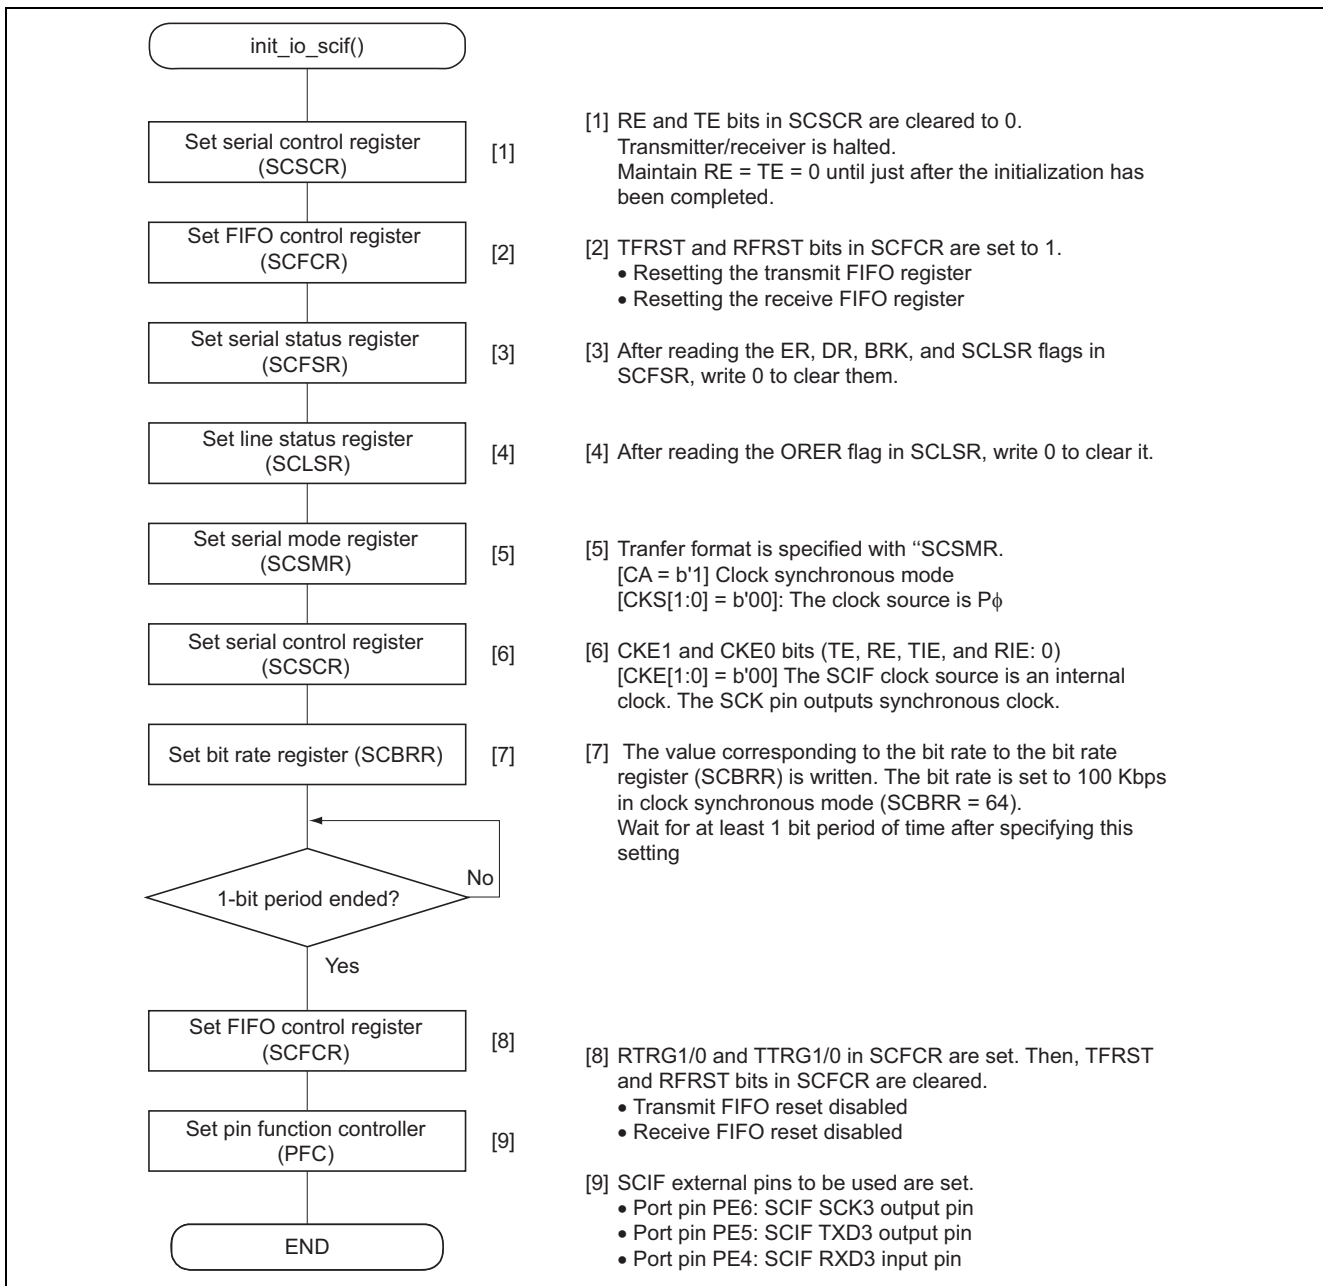 init_io_scif()
Set serial control register
(SCSCR)
[1]
[1] RE and TE bits in SCSCR are cleared to 0.
Transmitter/receiver is halted.
Maintain RE = TE = 0 until just after the initialization has
been completed.
Set FIFO control register
(SCFCR)
[2]
[2] TFRST and RFRST bits in SCFCR are set to 1.
• Resetting the transmit FIFO register
• Resetting the receive FIFO register
Set serial status register
(SCFSR)
[3]
[3] After reading the ER, DR, BRK, and SCLSR flags in
SCFSR, write 0 to clear them.
Set line status register
(SCLSR)
[4]
[4] After reading the ORER flag in SCLSR, write 0 to clear it.
Set serial mode register
(SCSMR)
[5]
[5] Tranfer format is specified with “SCSMR.
[CA = b'1] Clock synchronous mode
[CKS[1:0] = b'00]: The clock source is Pϕ
Set serial control register
(SCSCR)
[6]
[6] CKE1 and CKE0 bits (TE, RE, TIE, and RIE: 0)
[CKE[1:0] = b'00] The SCIF clock source is an internal
clock. The SCK pin outputs synchronous clock.
Set bit rate register (SCBRR)
[7]
[7] The value corresponding to the bit rate to the bit rate
register (SCBRR) is written. The bit rate is set to 100 Kbps
in clock synchronous mode (SCBRR = 64).
Wait for at least 1 bit period of time after specifying this
setting
1-bit period ended?
No
Yes
Set FIFO control register
(SCFCR)
[8]
[8] RTRG1/0 and TTRG1/0 in SCFCR are set. Then, TFRST
and RFRST bits in SCFCR are cleared.
• Transmit FIFO reset disabled
• Receive FIFO reset disabled
Set pin function controller
(PFC)
[9]
[9] SCIF external pins to be used are set.
• Port pin PE6: SCIF SCK3 output pin
• Port pin PE5: SCIF TXD3 output pin
• Port pin PE4: SCIF RXD3 input pin
END